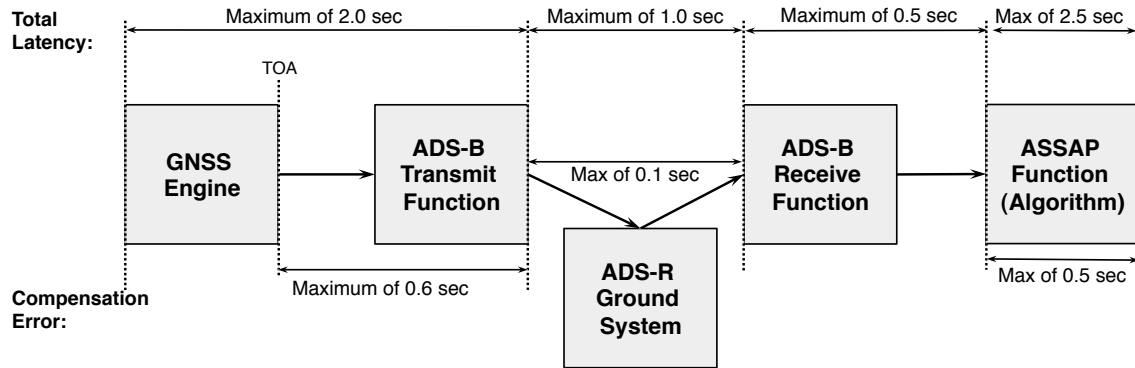 Total
Latency:
Maximum of 2.0 sec
Maximum of 1.0 sec
Maximum of 0.5 sec
Max of 2.5 sec
TOA
GNSS
Engine
ADS-B
Transmit
Function
Max of 0.1 sec
ADS-B
Receive
Function
ASSAP
Function
(Algorithm)
ADS-R
Ground
System
Maximum of 0.6 sec
Max of 0.5 sec
Compensation
Error: